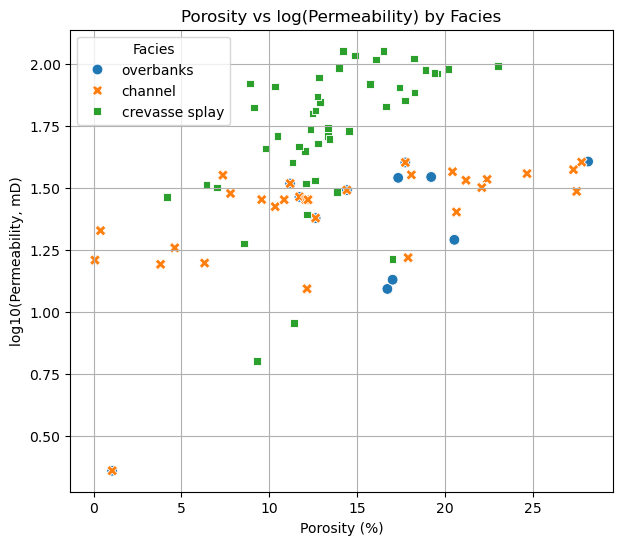 Porosity vs log(Permeability) by Facies
Facies
overbanks
channel
crevasse splay
log10(Permeability, mD)
2.00
1.75
1.50
1.25
1.00
0.75
0.50
0
5
10
15
20
25
Porosity (%)